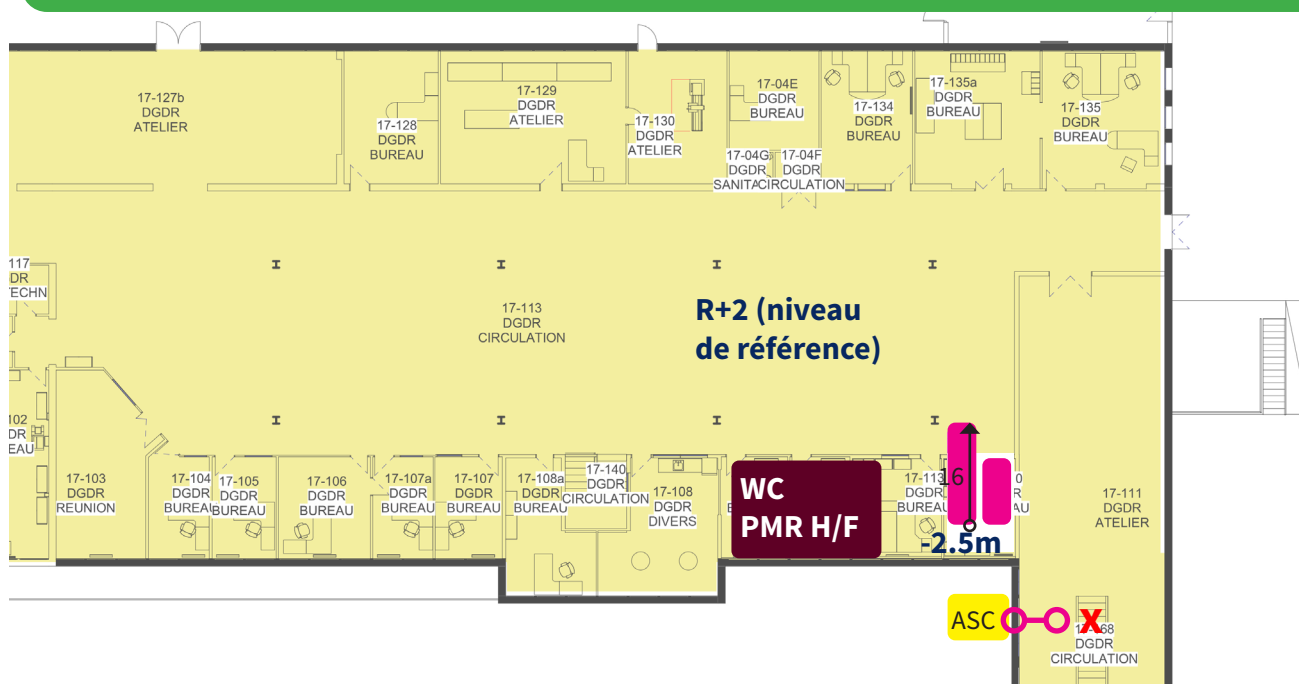 17-127b
DGDR
ATELIER
17-128
DGDR
BUREAU
17-129
DGDR
ATELIER
17-130
DGDR
ATELIER
17-04E
DGDR
BUREAU
17-04G
DGDR
SANITA
17-04F
DGDR
CIRCULATION
17-134
DGDR
BUREAU
17-135a
DGDR
BUREAU
17-135
DGDR
BUREAU
117
DR
ECHN
17-113
DGDR
CIRCULATION
R+2 (niveau
de référence)
102
DR
EAU
17-103
DGDR
REUNION
17-104
DGDR
BUREAU
17-105
DGDR
BUREAU
17-106
DGDR
BUREAU
17-107a
DGDR
BUREAU
17-107
DGDR
BUREAU
17-108a
DGDR
BUREAU
17-140
DGDR
CIRCULATION
17-108
DGDR
DIVERS
WC
PMR H/F
17-113
DGDR
BUREAU
16
-2.5m
0
R
AU
17-111
DGDR
ATELIER
ASC
X
68
DGDR
CIRCULATION